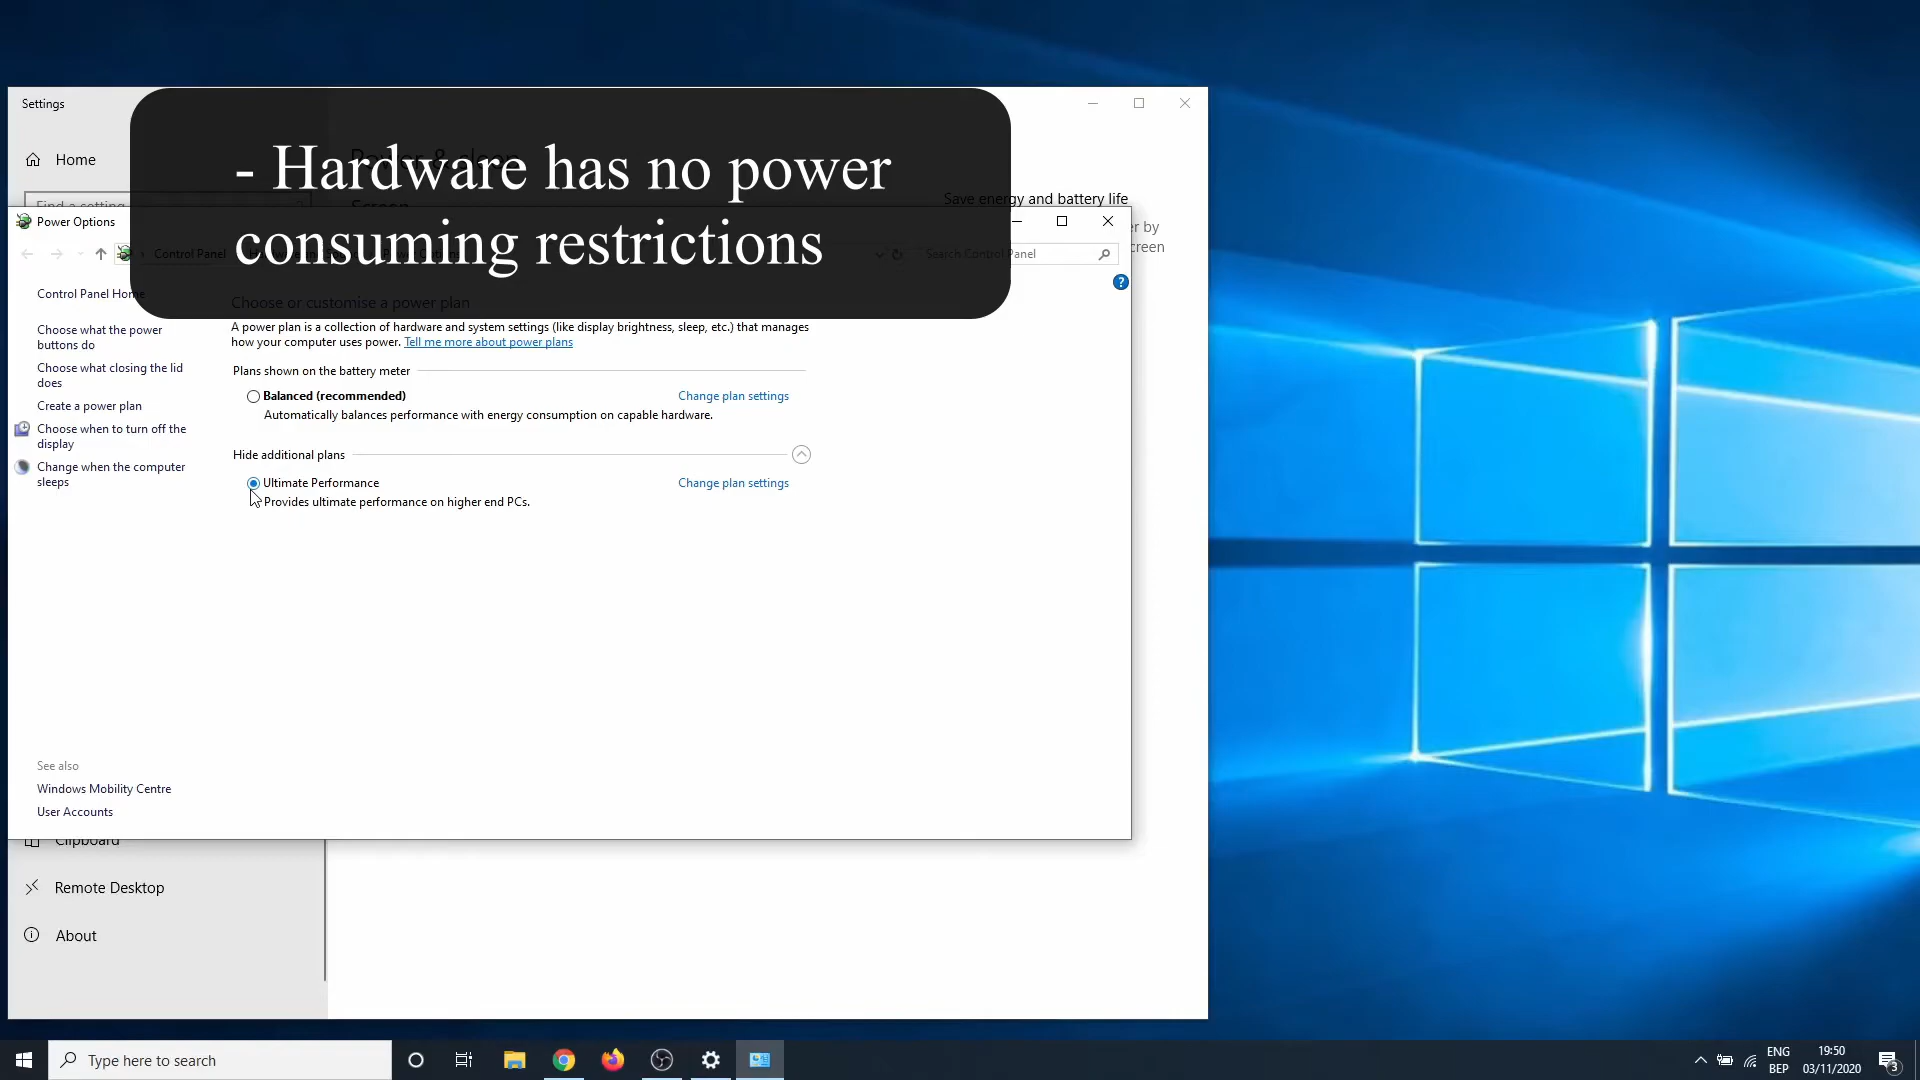 Settings
Home
- Hardware has no power
consuming restrictions
Save energy and battery life
er by
creen
Find a setting
Power Options
Control Panel
Search Control Panel
Control Panel Home
Choose or customise a power plan
A power plan is a collection of hardware and system settings (like display brightness, sleep, etc.) that manages
how your computer uses power. Tell me more about power plans
Choose what the power
buttons do
Choose what closing the lid
does
Create a power plan
Choose when to turn off the
display
Change when the computer
sleeps
Plans shown on the battery meter
Balanced (recommended)
Change plan settings
Automatically balances performance with energy consumption on capable hardware.
Hide additional plans
Ultimate Performance
Change plan settings
Provides ultimate performance on higher end PCs.
See also
Windows Mobility Centre
User Accounts
Clipboard
Remote Desktop
About
Type here to search
ENG
BEP
19:50
03/11/2020
3